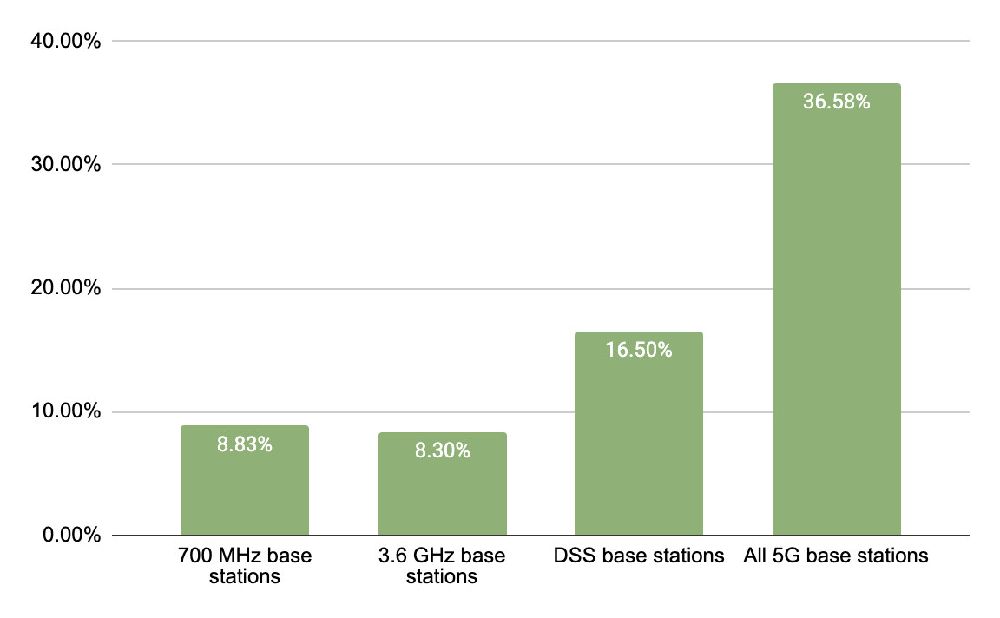 40.00%
30.00%
20.00%
10.00%
0.00%
8.83%
8.30%
16.50%
36.58%
700 MHz base
stations
3.6 GHz base
stations
DSS base stations
All 5G base stations